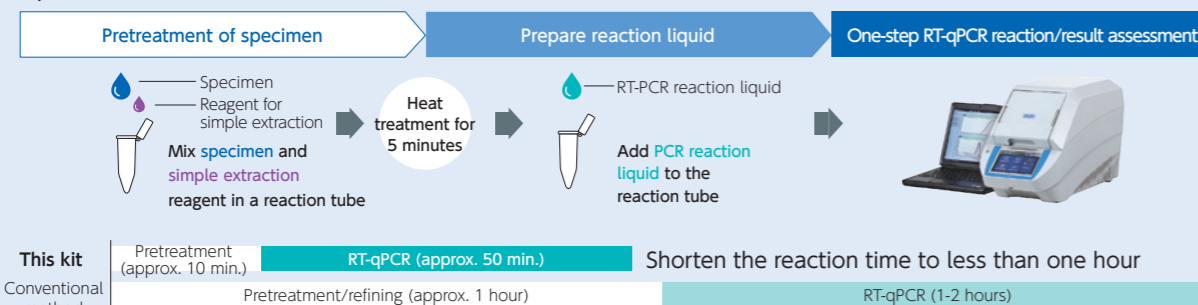 Pretreatment of specimen
Prepare reaction liquid
One-step RT-qPCR reaction/result assessment
Specimen
Reagent for
simple extraction
Mix specimen and
simple extraction
reagent in a reaction tube
Heat
treatment for
5 minutes
RT-PCR reaction liquid
Add PCR reaction
liquid to the
reaction tube
This kit
Pretreatment
(approx. 10 min.)
RT-qPCR (approx. 50 min.)
Shorten the reaction time to less than one hour
Conventional
Pretreatment/refining (approx. 1 hour)
RT-qPCR (1-2 hours)